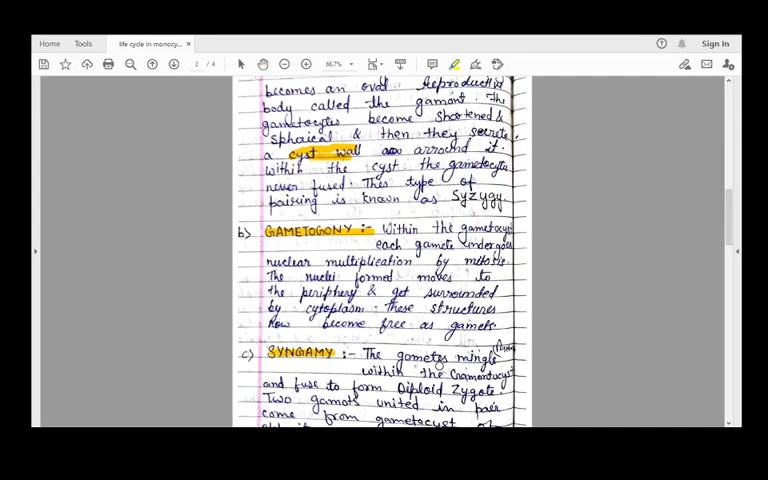 Home Tools life cycle in monocy... × Sign In
2 / 4 66.7%
becomes an oval Reproductive
body called the gamont. The
gametocytes become shortened &
spherical & then they secrete
a cyst wall arround it.
within the cyst the gametocytes
never fused. This type of
pairing is known as Syzygy.
b) GAMETOGONY :- Within the gametocyst
each gamete undergoes
nuclear multiplication by mitosis.
The nuclei formed moves to
the periphery & get surrounded
by cytoplasm. these structures
now become free as gamets.
c) SYNGAMY :- The gometes mingle
within the
and fuse to form Diploid Zygote.
Two gamots united in pair
come from gametocyst of